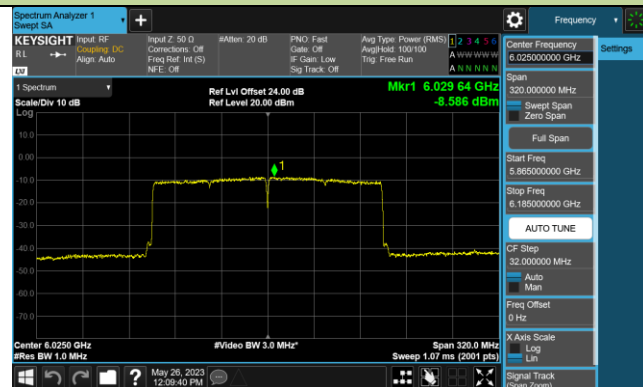 Spectrum Analyzer 1
Swept SA
Frequency
KEYSIGHT
RL
LXI
Input: RF
Coupling: DC
Align: Auto
Input Z: 50 Ω
Corrections: Off
Freq Ref: Int (S)
NFE: Off
#Atten: 20 dB
PNO: Fast
Gate: Off
IF Gain: Low
Sig Track: Off
Avg Type: Power (RMS)
Avg|Hold: 100/100
Trig: Free Run
1 2 3 4 5 6
A W W W W W
A N N N N N
1 Spectrum
Scale/Div 10 dB
Log
Ref Lvl Offset 24.00 dB
Ref Level 20.00 dBm
Mkr1 6.029 64 GHz
-8.586 dBm
10.0
0.00
-10.0
-20.0
-30.0
-40.0
-50.0
-60.0
-70.0
1
Center 6.0250 GHz
#Res BW 1.0 MHz
#Video BW 3.0 MHz*
Span 320.0 MHz
Sweep 1.07 ms (2001 pts)
May 26, 2023
12:09:40 PM
Center Frequency
6.025000000 GHz
Settings
Span
320.000000 MHz
Swept Span
Zero Span
Full Span
Start Freq
5.865000000 GHz
Stop Freq
6.185000000 GHz
AUTO TUNE
CF Step
32.000000 MHz
Auto
Man
Freq Offset
0 Hz
X Axis Scale
Log
Lin
Signal Track
(Span Zoom)